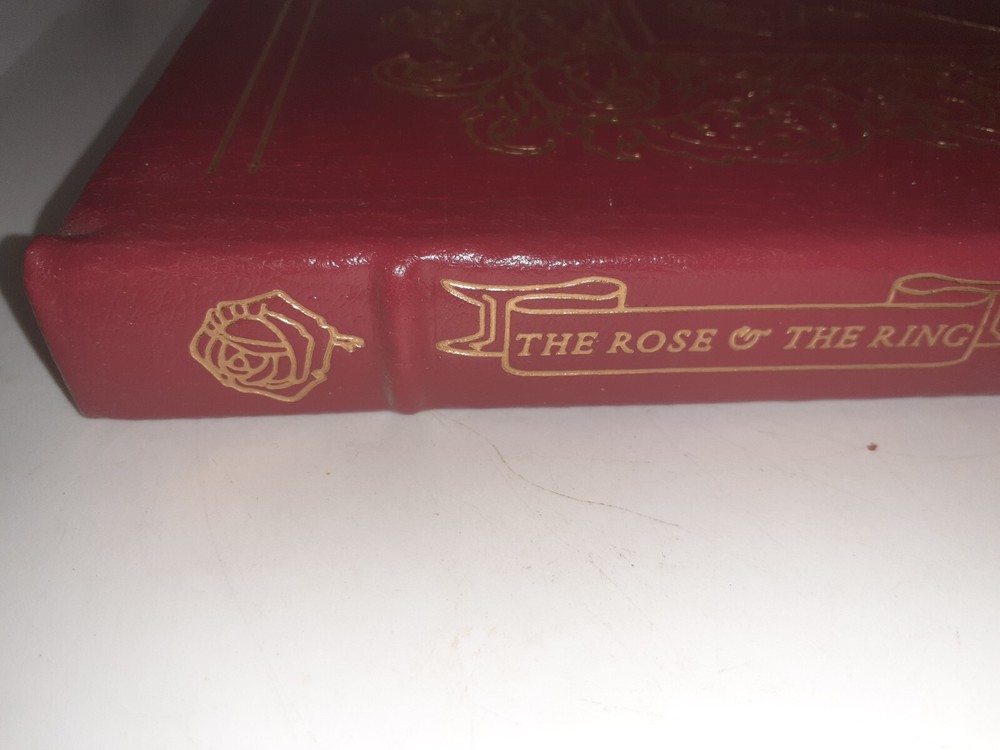 THE ROSE & THE RING